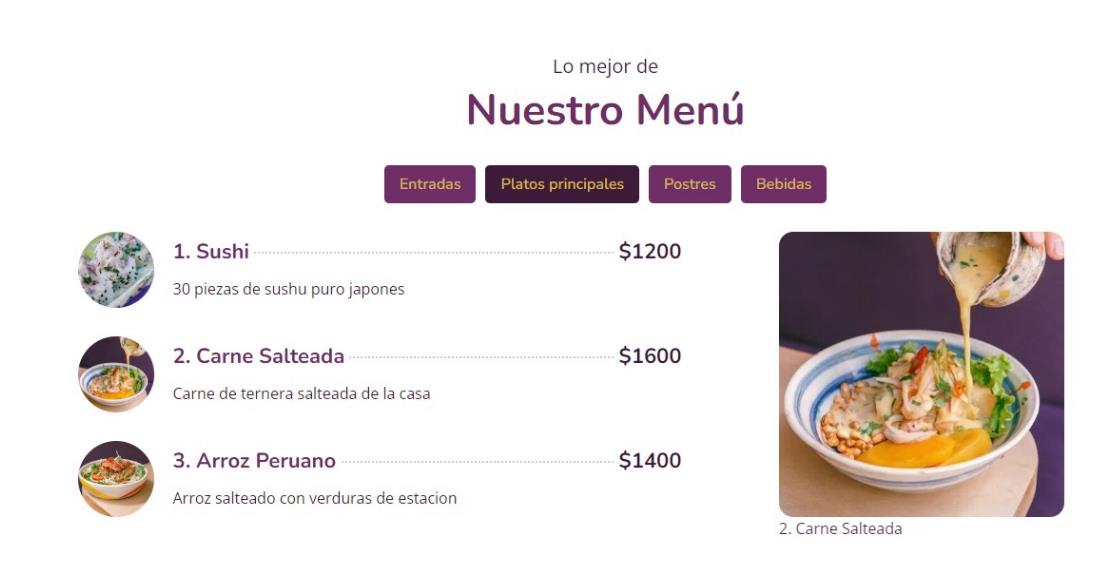 Lo mejor de
Nuestro Menú
Entradas Platos principales Postres Bebidas
1. Sushi $1200
30 piezas de sushu puro japones
2. Carne Salteada $1600
Carne de ternera salteada de la casa
3. Arroz Peruano $1400
Arroz salteado con verduras de estacion
2. Carne Salteada